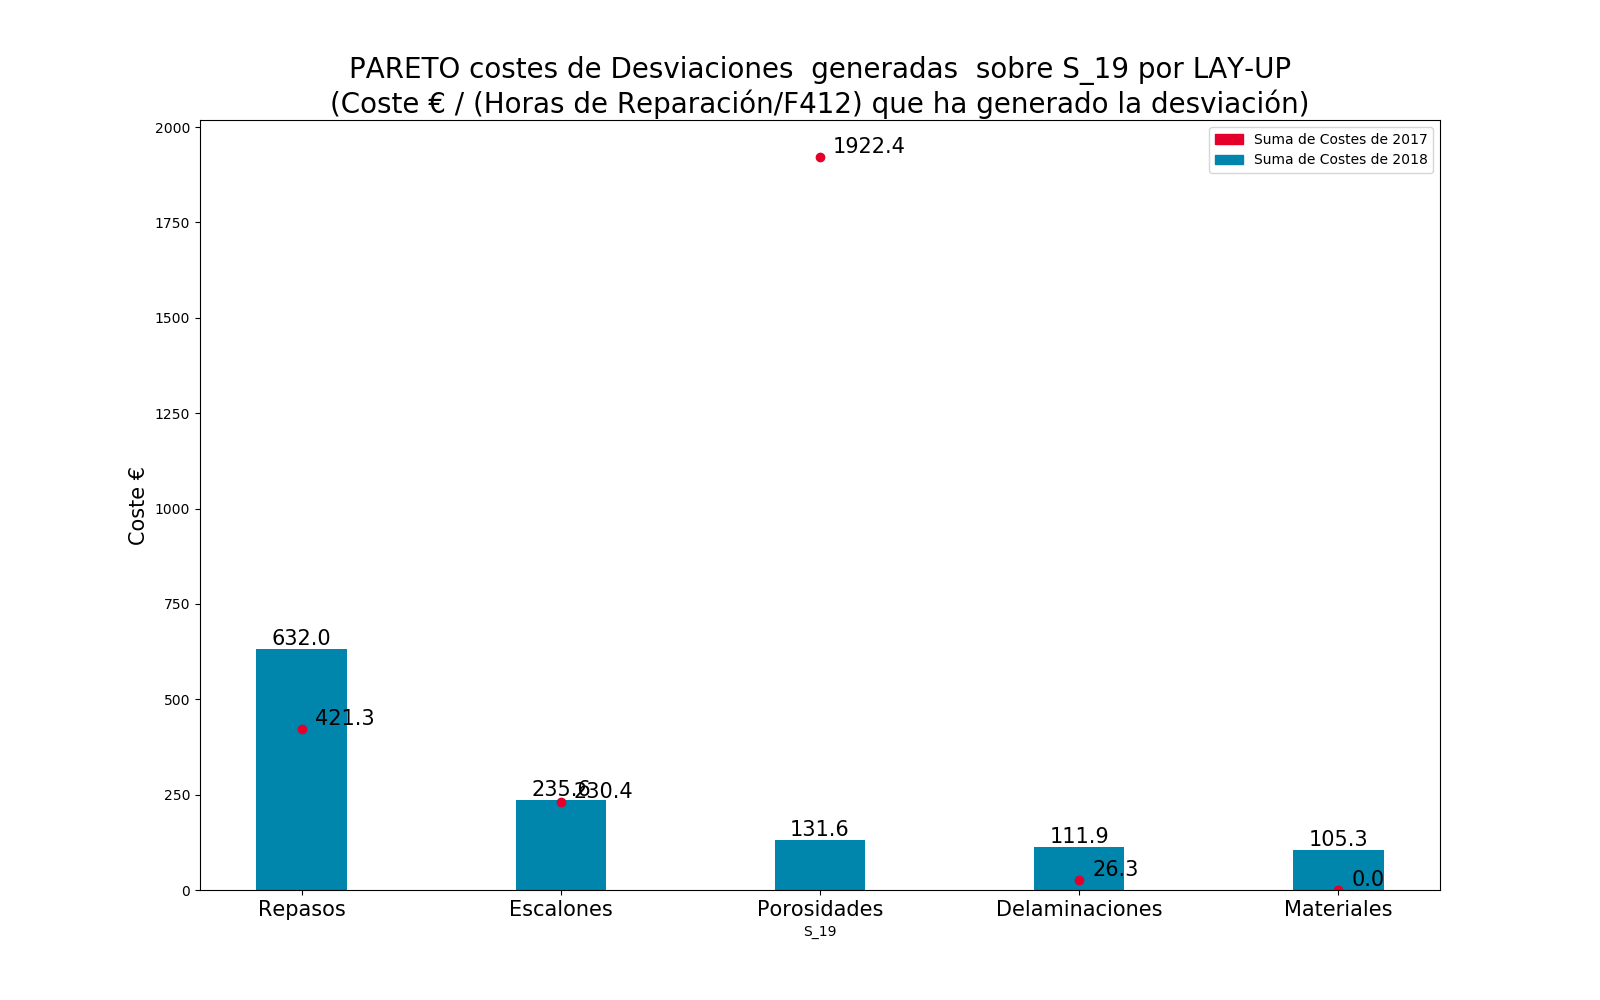 PARETO costes de Desviaciones  generadas  sobre S_19 por LAY-UP
(Coste € / (Horas de Reparación/F412) que ha generado la desviación)
Suma de Costes de 2017
Suma de Costes de 2018
Coste €
2000
1750
1500
1250
1000
750
500
250
0
1922.4
632.0
421.3
235.6
230.4
131.6
111.9
26.3
105.3
0.0
Repasos
Escalones
Porosidades
Delaminaciones
Materiales
S_19